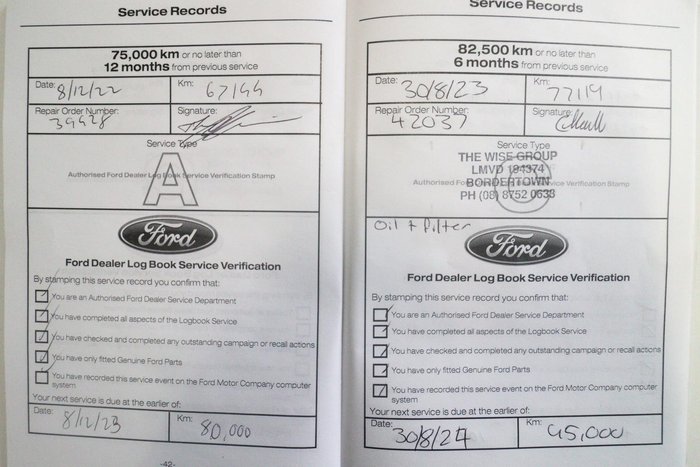 Service Records
75,000 km or no later than
12 months from previous service
Date: 8/12/22
Km: 67144
Repair Order Number: 39428
Signature:
Service Type
Authorised Ford Dealer Log Book Service Verification Stamp
A
Ford
Ford Dealer Log Book Service Verification
By stamping this service record you confirm that:
You are an Authorised Ford Dealer Service Department
You have completed all aspects of the Logbook Service
You have checked and completed any outstanding campaign or recall actions
You have only fitted Genuine Ford Parts
You have recorded this service event on the Ford Motor Company computer
system
Your next service is due at the earlier of:
Date: 8/12/23
Km: 80,000
-42-
Service Records
82,500 km or no later than
6 months from previous service
Date: 30/8/23
Km: 77119
Repair Order Number: 42037
Signature:
Service Type
THE WISE GROUP
LMVD 194374
Authorised Ford BORDERTOWN Service Verification Stamp
PH (08) 8752 0633
Oil + Filter
Ford
Ford Dealer Log Book Service Verification
By stamping this service record you confirm that:
You are an Authorised Ford Dealer Service Department
You have completed all aspects of the Logbook Service
You have checked and completed any outstanding campaign or recall actions
You have only fitted Genuine Ford Parts
You have recorded this service event on the Ford Motor Company computer
system
Your next service is due at the earlier of:
Date: 30/8/24
Km: 95,000